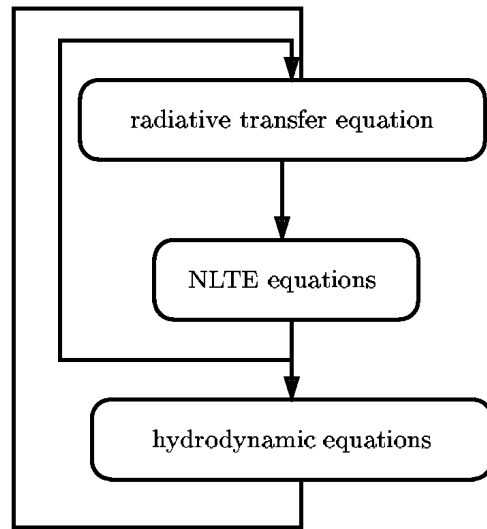 radiative transfer equation
NLTE equations
hydrodynamic equations